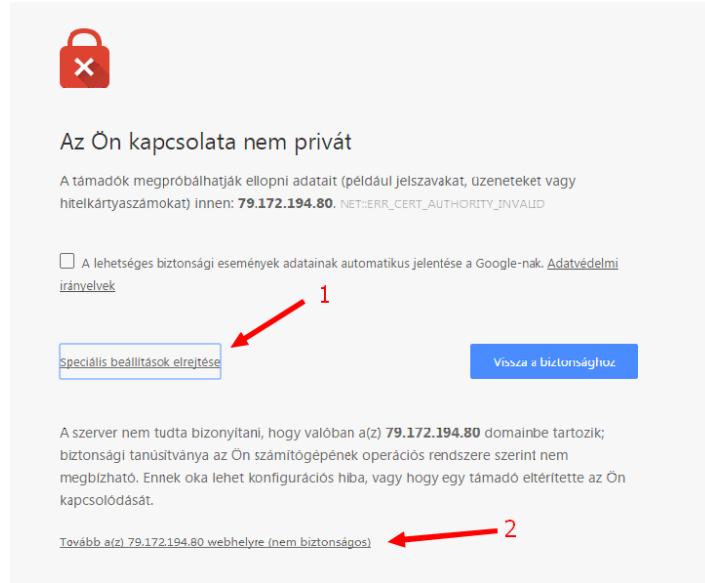 Az Ön kapcsolata nem privát
A támadók megpróbálhatják ellopni adatait (például jelszavakat, üzeneteket vagy
hitelkártyaszámokat) innen: 79.172.194.80. NET::ERR_CERT_AUTHORITY_INVALID
A lehetséges biztonsági események adatainak automatikus jelentése a Google-nak. Adatvédelmi
irányelvek
1
Speciális beállítások elrejtése
Vissza a biztonsághoz
A szerver nem tudta bizonyítani, hogy valóban a(z) 79.172.194.80 domainbe tartozik;
biztonsági tanúsítványa az Ön számítógépének operációs rendszere szerint nem
megbízható. Ennek oka lehet konfigurációs hiba, vagy hogy egy támadó eltérítette az Ön
kapcsolódását.
2
Tovább a(z) 79.172.194.80 webhelyre (nem biztonságos)